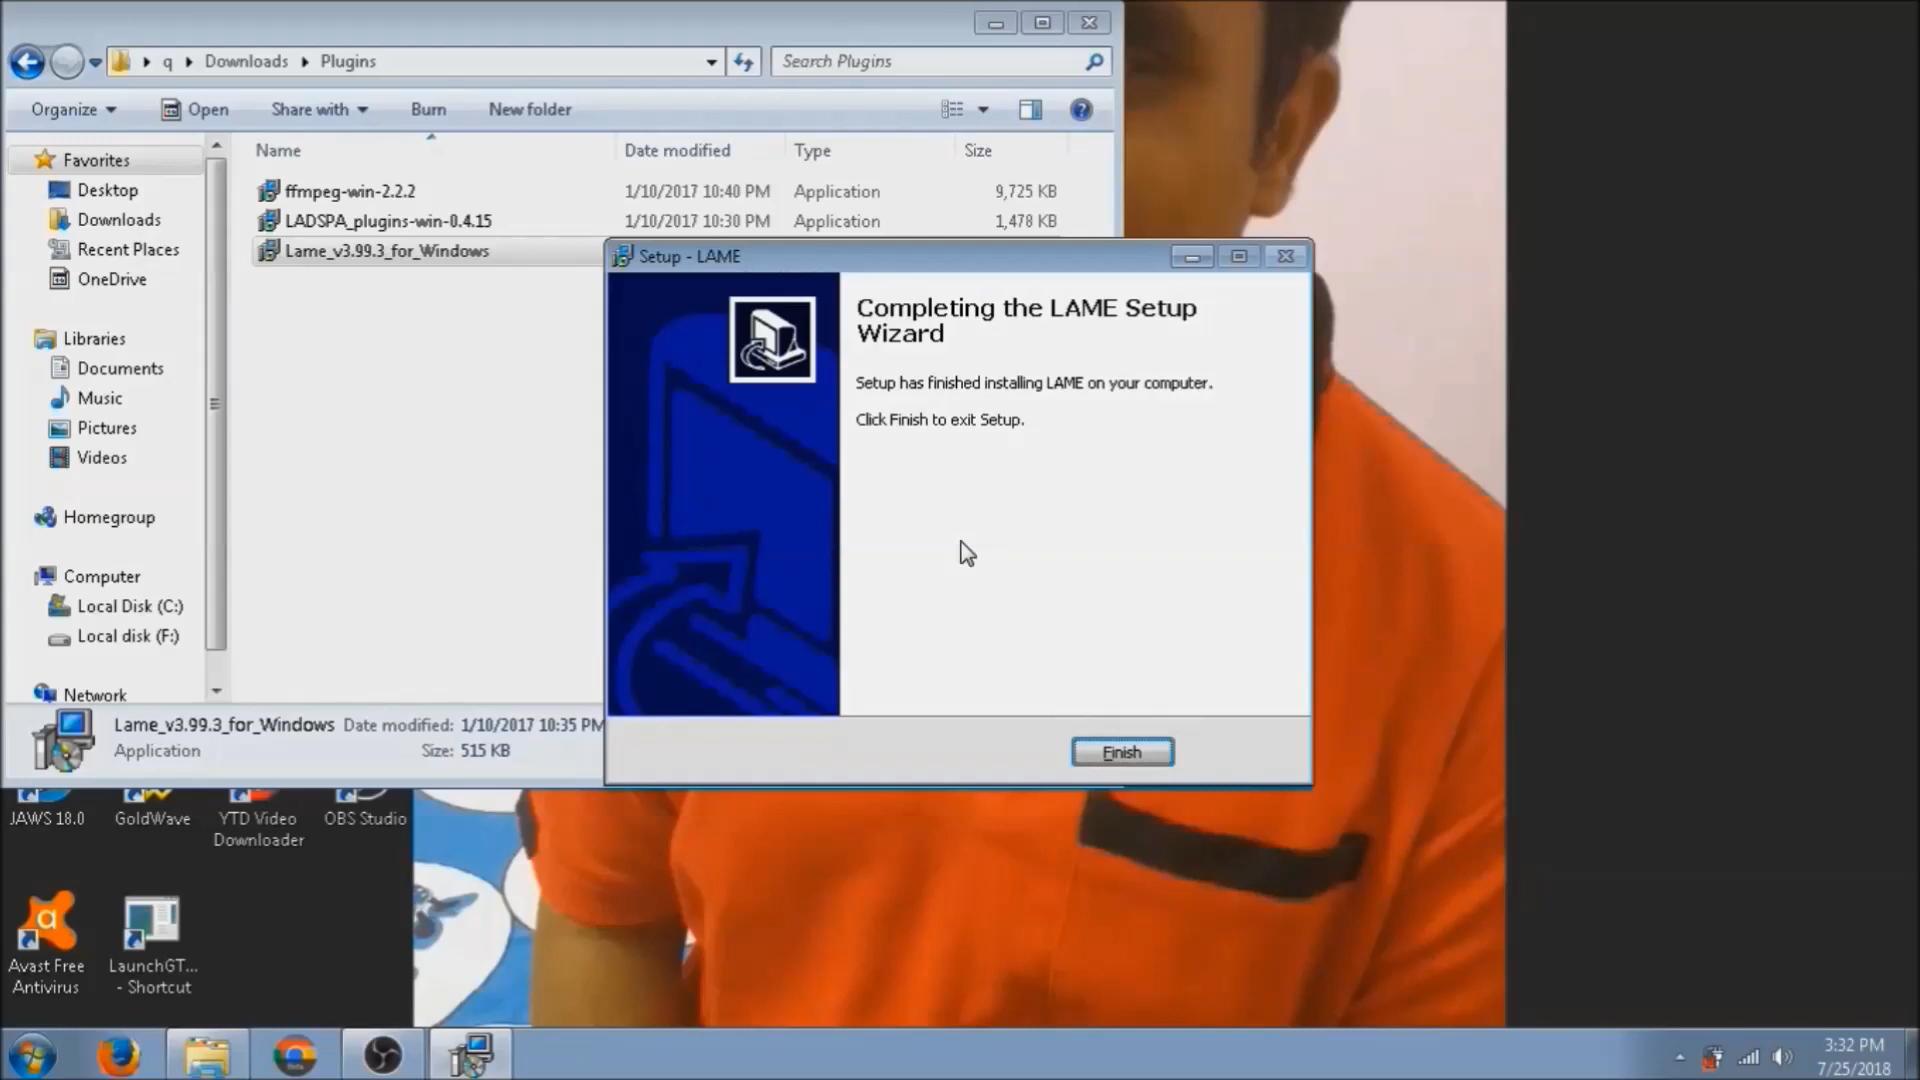 q Downloads Plugins
Search Plugins
Organize Open Share with Burn New folder
Name Date modified Type Size
Favorites
Desktop
Downloads
Recent Places
OneDrive
Libraries
Documents
Music
Pictures
Videos
Homegroup
Computer
Local Disk (C:)
Local disk (F:)
Network
ffmpeg-win-2.2.2 1/10/2017 10:40 PM Application 9,725 KB
LADSPA_plugins-win-0.4.15 1/10/2017 10:30 PM Application 1,478 KB
Lame_v3.99.3_for_Windows
Setup - LAME
Completing the LAME Setup
Wizard
Setup has finished installing LAME on your computer.
Click Finish to exit Setup.
Finish
Lame_v3.99.3_for_Windows Date modified: 1/10/2017 10:35 PM
Application Size: 515 KB
JAWS 18.0
GoldWave
YTD Video
Downloader
OBS Studio
Avast Free
Antivirus
LaunchGT...
- Shortcut
3:32 PM
7/25/2018